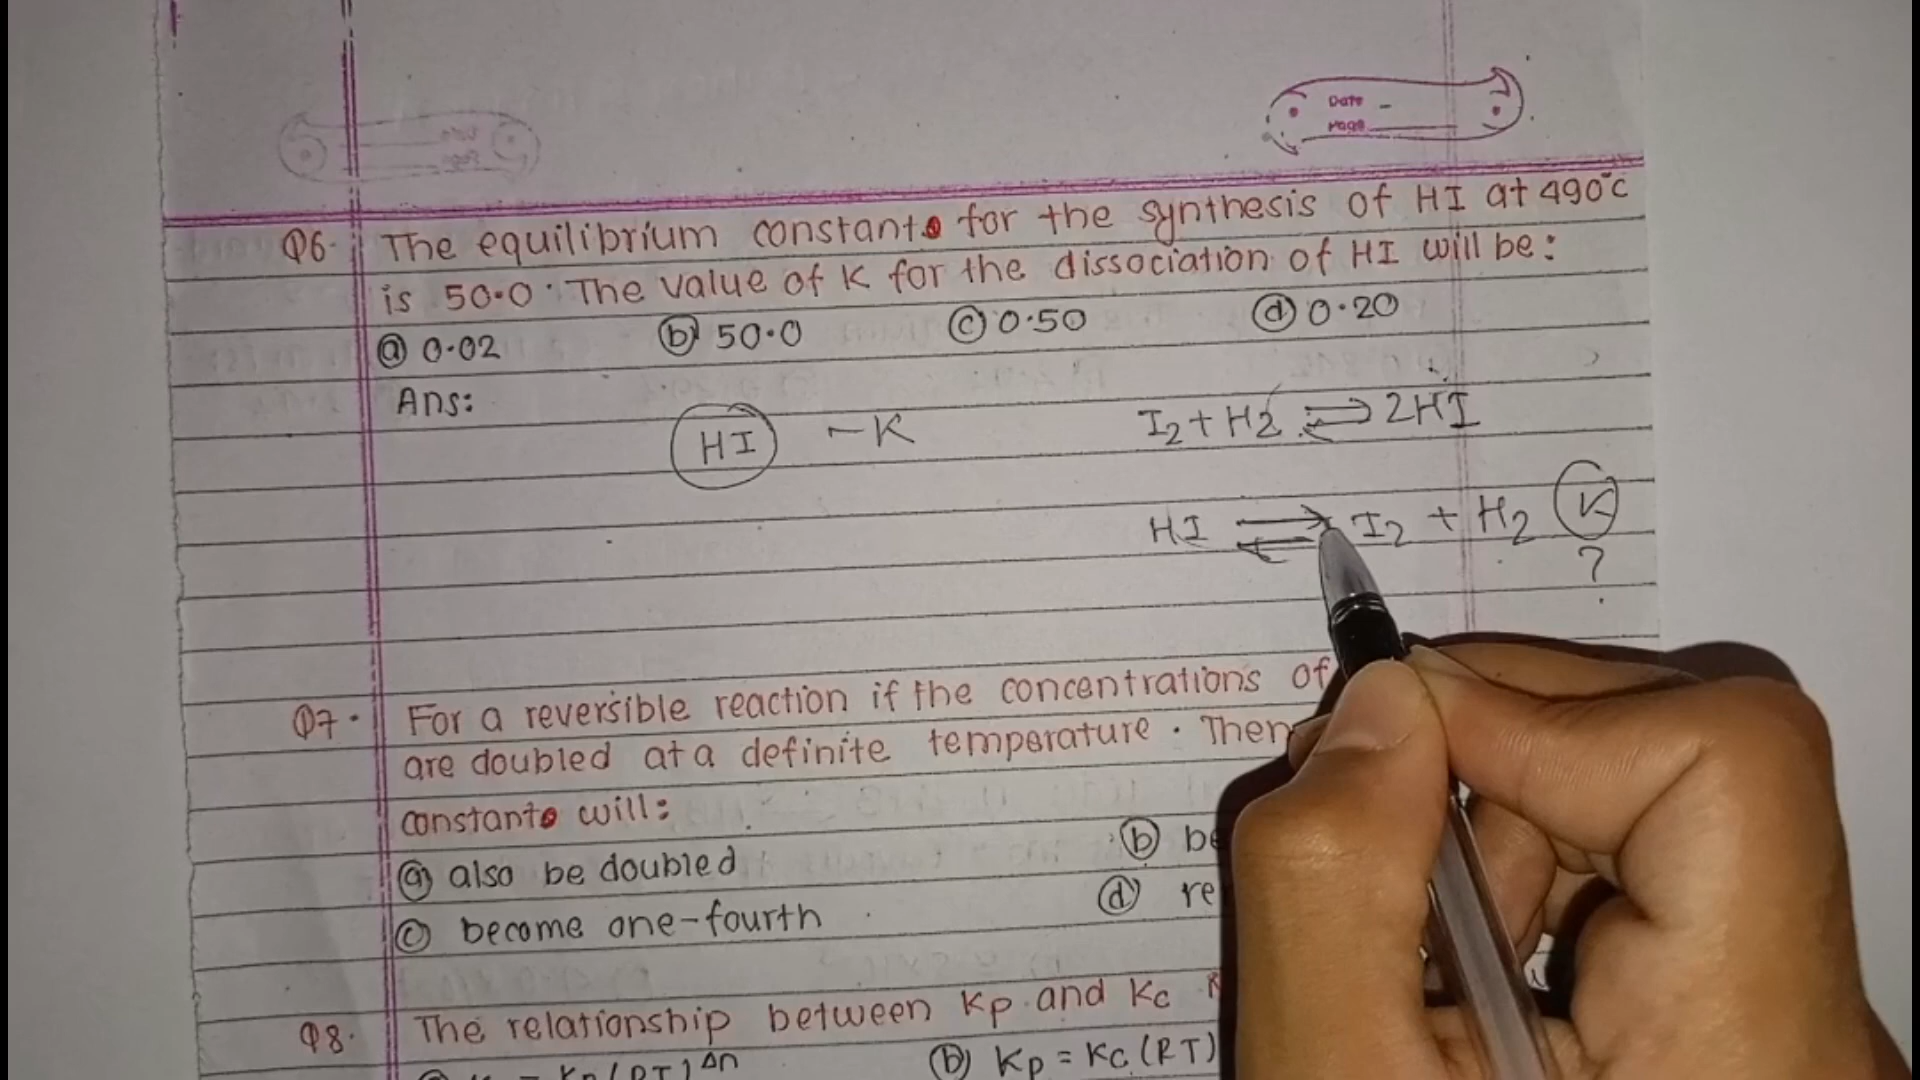 Date
Page
Q6. The equilibrium constant for the synthesis of HI at 490°C
is 50.0. The value of K for the dissociation of HI will be:
(a) 0.02 (b) 50.0 (c) 0.50 (d) 0.20
Ans:
HI - K I2 + H2 ⇌ 2HI
HI ⇌ I2 + H2 K
?
Q7. For a reversible reaction if the concentrations of
are doubled at a definite temperature. Then
constant will:
(a) also be doubled (b) be
(c) become one-fourth (d) re
Q8. The relationship between Kp and Kc
(b) Kp = Kc (RT)